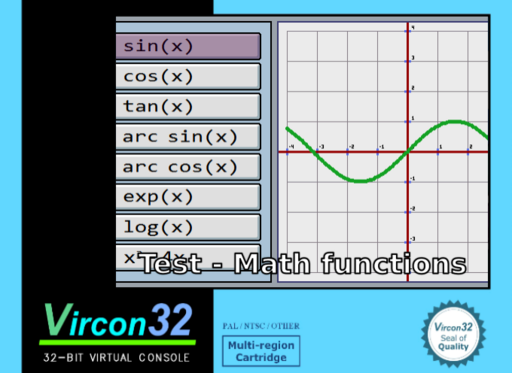 sin(x)
cos(x)
tan(x)
arc sin(x)
arc cos(x)
exp(x)
log(x)
Test - Math functions
4
3
2
1
-4
-3
-2
-1
1
2
-1
-2
-3
Vircon32
32-BIT VIRTUAL CONSOLE
PAL / NTSC / OTHER
Multi-region
Cartridge
Vircon32
Seal of
Quality